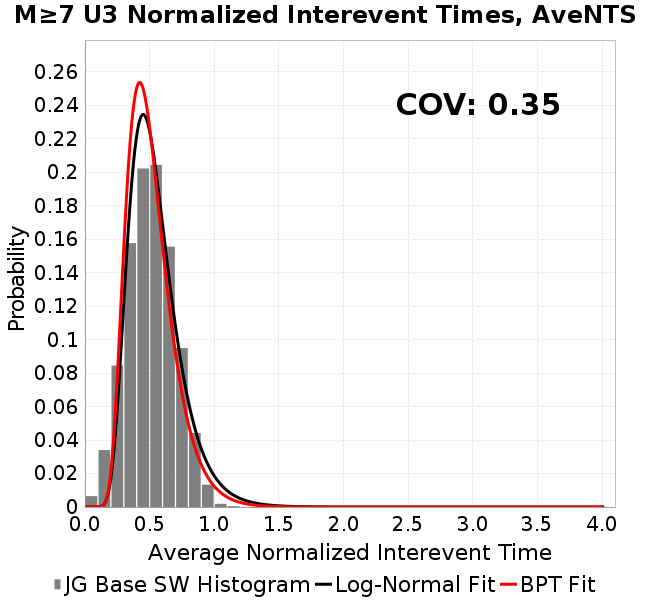 M≥7 U3 Normalized Interevent Times, AveNTS
COV: 0.35
Probability
0.26
0.24
0.22
0.2
0.18
0.16
0.14
0.12
0.1
0.08
0.06
0.04
0.02
0
0.0 0.5 1.0 1.5 2.0 2.5 3.0 3.5 4.0
Average Normalized Interevent Time
JG Base SW Histogram Log-Normal Fit BPT Fit